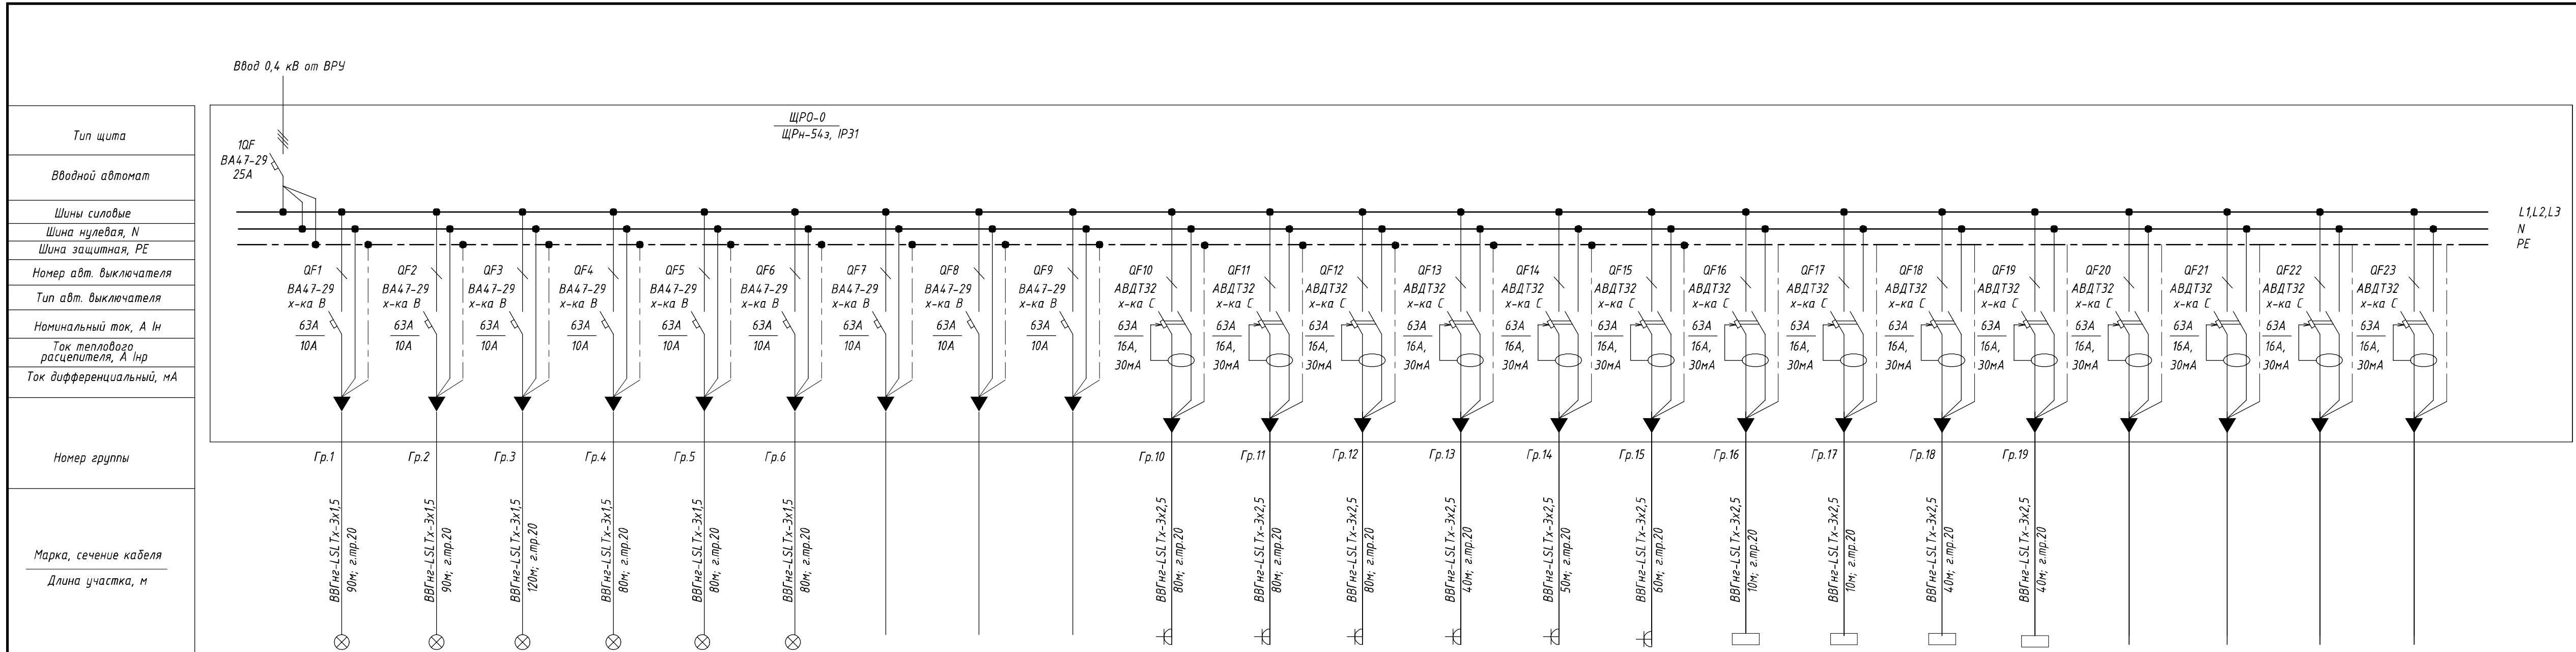 Ввод 0,4 кВ от ВРУ
ЩРО-0
ЩРн-54з, IP31
1QF
ВА47-29
25А
Тип щита
Вводной автомат
Шины силовые
Шина нулевая, N
Шина защитная, PE
L1,L2,L3
N
PE
Номер авт. выключателя
QF1 QF2 QF3 QF4 QF5 QF6 QF7 QF8 QF9 QF10 QF11 QF12 QF13 QF14 QF15 QF16 QF17 QF18 QF19 QF20 QF21 QF22 QF23
Тип авт. выключателя
ВА47-29 ВА47-29 ВА47-29 ВА47-29 ВА47-29 ВА47-29 ВА47-29 ВА47-29 ВА47-29 АВДТ32 АВДТ32 АВДТ32 АВДТ32 АВДТ32 АВДТ32 АВДТ32 АВДТ32 АВДТ32 АВДТ32 АВДТ32 АВДТ32 АВДТ32 АВДТ32
х-ка В х-ка В х-ка В х-ка В х-ка В х-ка В х-ка В х-ка В х-ка В х-ка С х-ка С х-ка С х-ка С х-ка С х-ка С х-ка С х-ка С х-ка С х-ка С х-ка С х-ка С х-ка С х-ка С
Номинальный ток, А Iн
63А 63А 63А 63А 63А 63А 63А 63А 63А 63А 63А 63А 63А 63А 63А 63А 63А 63А 63А 63А 63А 63А 63А
Ток теплового
расцепителя, А Iнр
10А 10А 10А 10А 10А 10А 10А 10А 10А 16А, 16А, 16А, 16А, 16А, 16А, 16А, 16А, 16А, 16А, 16А, 16А, 16А, 16А,
Ток дифференциальный, мА
30мА 30мА 30мА 30мА 30мА 30мА 30мА 30мА 30мА 30мА 30мА 30мА 30мА 30мА
Номер группы
Гр.1 Гр.2 Гр.3 Гр.4 Гр.5 Гр.6 Гр.10 Гр.11 Гр.12 Гр.13 Гр.14 Гр.15 Гр.16 Гр.17 Гр.18 Гр.19
Марка, сечение кабеля
Длина участка, м
ВВГнг-LSLTx-3х1,5
90м; г.тр.20
ВВГнг-LSLTx-3х1,5
90м; г.тр.20
ВВГнг-LSLTx-3х1,5
120м; г.тр.20
ВВГнг-LSLTx-3х1,5
80м; г.тр.20
ВВГнг-LSLTx-3х1,5
80м; г.тр.20
ВВГнг-LSLTx-3х1,5
80м; г.тр.20
ВВГнг-LSLTx-3х2,5
80м; г.тр.20
ВВГнг-LSLTx-3х2,5
80м; г.тр.20
ВВГнг-LSLTx-3х2,5
80м; г.тр.20
ВВГнг-LSLTx-3х2,5
40м; г.тр.20
ВВГнг-LSLTx-3х2,5
50м; г.тр.20
ВВГнг-LSLTx-3х2,5
60м; г.тр.20
ВВГнг-LSLTx-3х2,5
10м; г.тр.20
ВВГнг-LSLTx-3х2,5
10м; г.тр.20
ВВГнг-LSLTx-3х2,5
40м; г.тр.20
ВВГнг-LSLTx-3х2,5
40м; г.тр.20